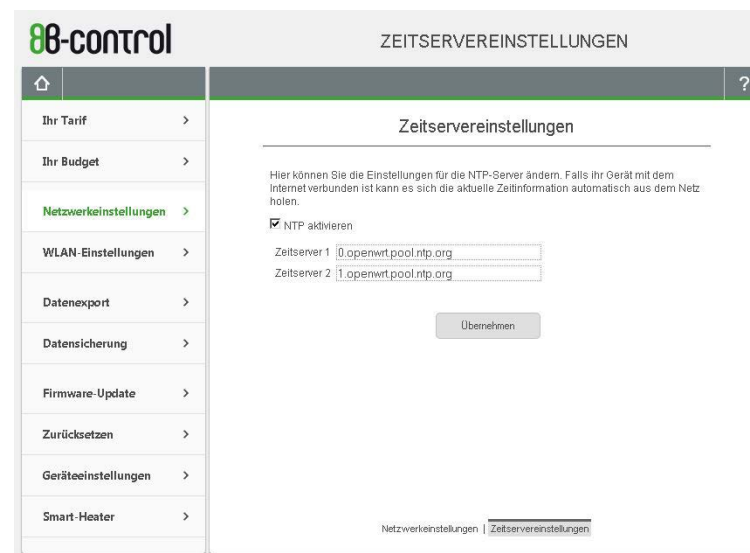 88-control
ZEITSERVEREINSTELLUNGEN
?
Ihr Tarif >
Ihr Budget >
Netzwerkeinstellungen >
WLAN-Einstellungen >
Datenexport >
Datensicherung >
Firmware-Update >
Zurücksetzen >
Geräteeinstellungen >
Smart-Heater >
Zeitservereinstellungen
Hier können Sie die Einstellungen für die NTP-Server ändern. Falls ihr Gerät mit dem
Internet verbunden ist kann es sich die aktuelle Zeitinformation automatisch aus dem Netz
holen.
NTP aktivieren
Zeitserver 1 0.openwrt.pool.ntp.org
Zeitserver 2 1.openwrt.pool.ntp.org
Übernehmen
Netzwerkeinstellungen | Zeitservereinstellungen